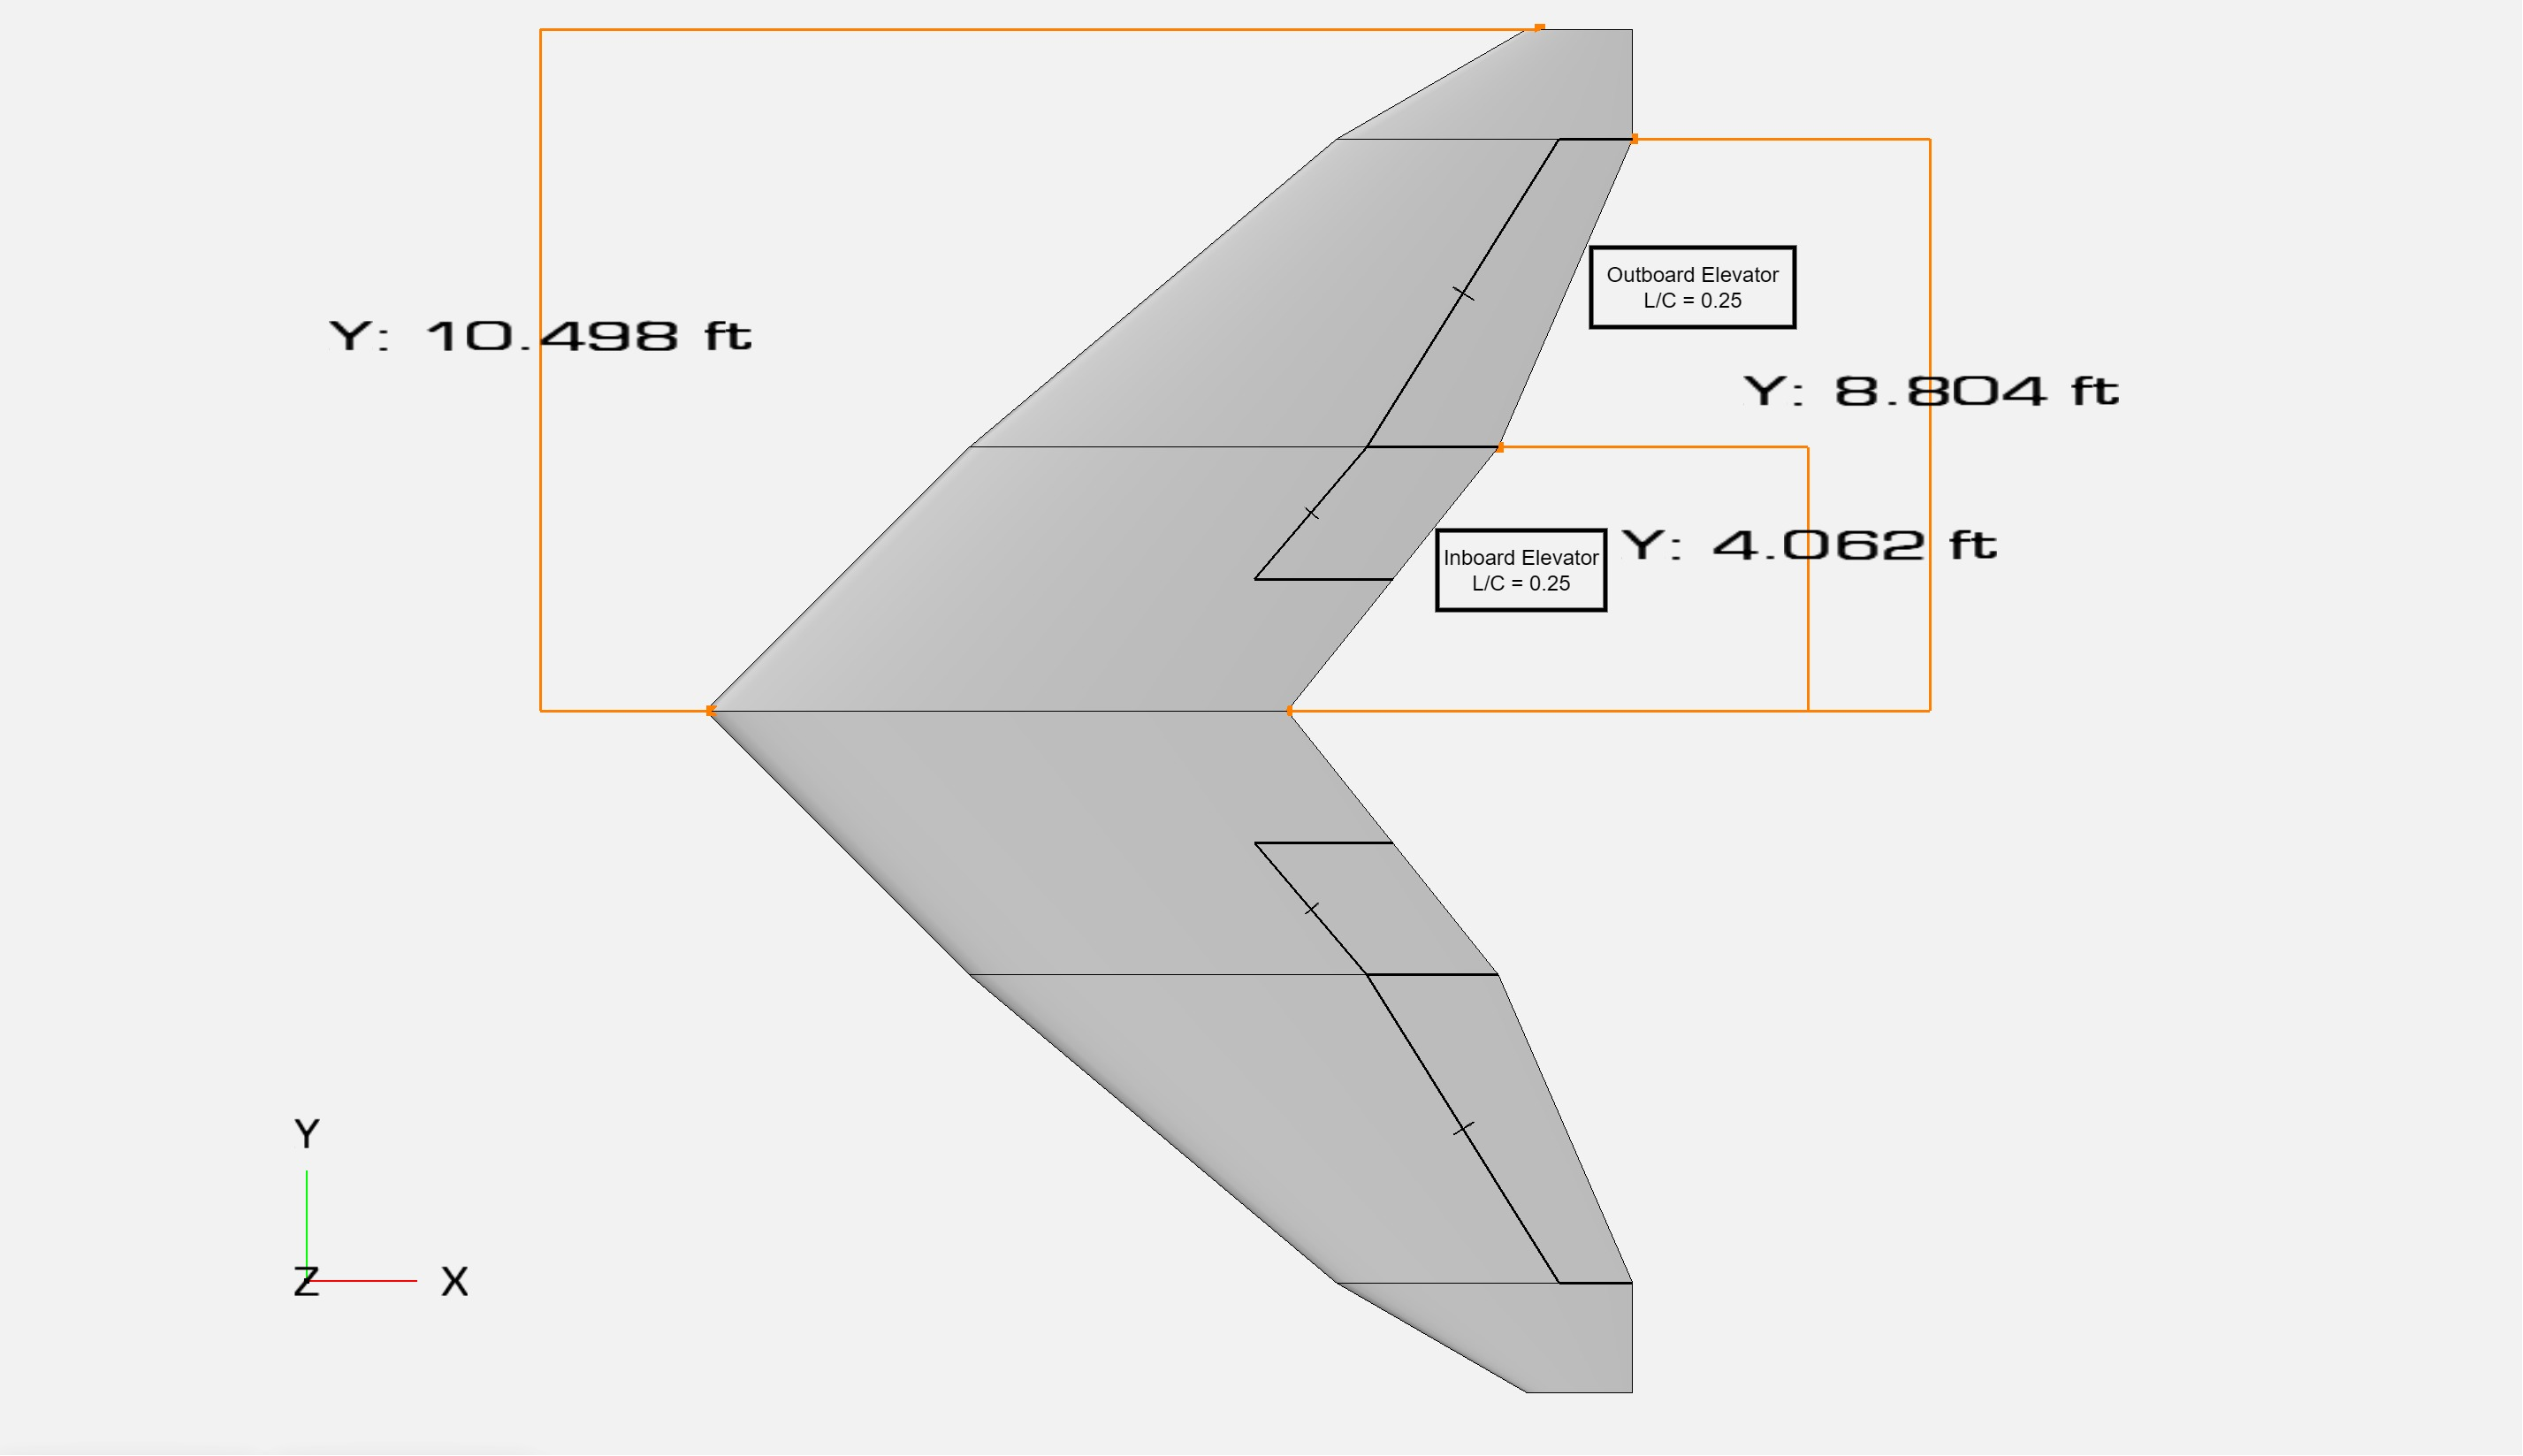 Outboard Elevator
L/C = 0.25
Y: 10.498 ft
Y: 8.804 ft
Inboard Elevator
L/C = 0.25
Y: 4.062 ft
Y
Z
X